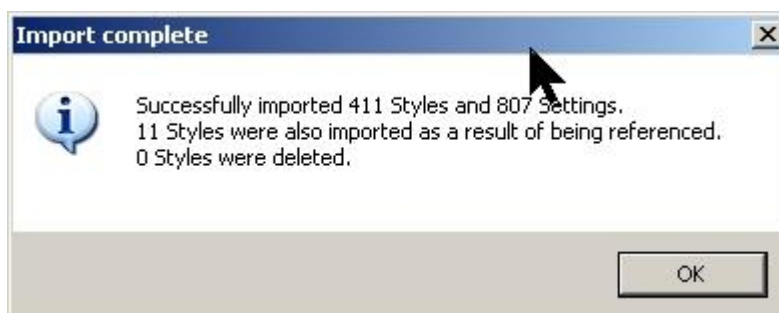 Import complete
Successfully imported 411 Styles and 807 Settings.
11 Styles were also imported as a result of being referenced.
0 Styles were deleted.
OK